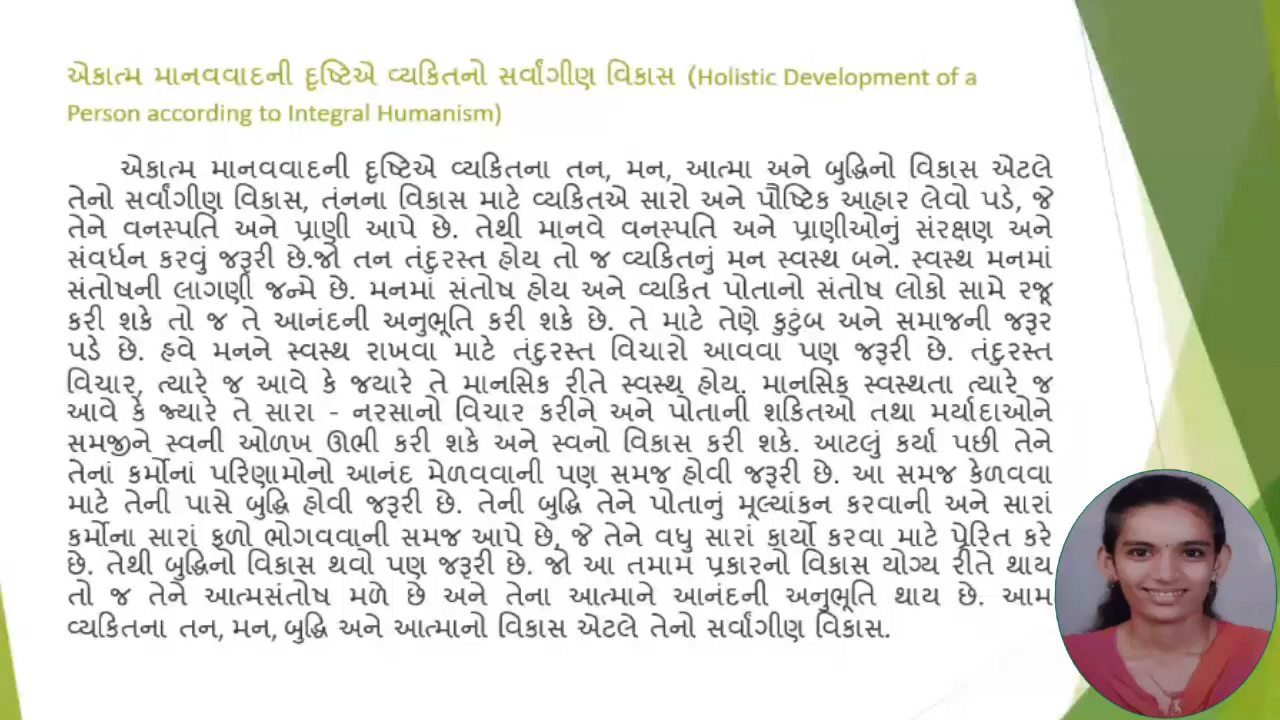 એકાત્મ માનવવાદની દૃષ્ટિએ વ્યકિતનો સર્વાંગીણ વિકાસ (Holistic Development of a
Person according to Integral Humanism)
એકાત્મ માનવવાદની દૃષ્ટિએ વ્યકિતના તન, મન, આત્મા અને બુદ્ધિનો વિકાસ એટલે
તેનો સર્વાંગીણ વિકાસ, તંનના વિકાસ માટે વ્યકિતએ સારો અને પૌષ્ટિક આહાર લેવો પડે, જે
તેને વનસ્પતિ અને પ્રાણી આપે છે. તેથી માનવે વનસ્પતિ અને પ્રાણીઓનું સંરક્ષણ અને
સંવર્ધન કરવું જરૂરી છે.જો તન તંદુરસ્ત હોય તો જ વ્યકિતનું મન સ્વસ્થ બને. સ્વસ્થ મનમાં
સંતોષની લાગણી જન્મે છે. મનમાં સંતોષ હોય અને વ્યકિત પોતાનો સંતોષ લોકો સામે રજૂ
કરી શકે તો જ તે આનંદની અનુભૂતિ કરી શકે છે. તે માટે તેણે કુટુંબ અને સમાજની જરૂર
પડે છે. હવે મનને સ્વસ્થ રાખવા માટે તંદુરસ્ત વિચારો આવવા પણ જરૂરી છે. તંદુરસ્ત
વિચાર, ત્યારે જ આવે કે જયારે તે માનસિક રીતે સ્વસ્થ હોય. માનસિક સ્વસ્થતા ત્યારે જ
આવે કે જ્યારે તે સારા - નરસાનો વિચાર કરીને અને પોતાની શકિતઓ તથા મર્યાદાઓને
સમજીને સ્વની ઓળખ ઊભી કરી શકે અને સ્વનો વિકાસ કરી શકે. આટલું કર્યા પછી તેને
તેનાં કર્મોનાં પરિણામોનો આનંદ મેળવવાની પણ સમજ હોવી જરૂરી છે. આ સમજ કેળવવા
માટે તેની પાસે બુદ્ધિ હોવી જરૂરી છે. તેની બુદ્ધિ તેને પોતાનું મૂલ્યાંકન કરવાની અને સારાં
કર્મોના સારાં ફળો ભોગવવાની સમજ આપે છે, જે તેને વધુ સારાં કાર્યો કરવા માટે પ્રેરિત કરે
છે. તેથી બુદ્ધિનો વિકાસ થવો પણ જરૂરી છે. જો આ તમામ પ્રકારનો વિકાસ યોગ્ય રીતે થાય
તો જ તેને આત્મસંતોષ મળે છે અને તેના આત્માને આનંદની અનુભૂતિ થાય છે. આમ
વ્યકિતના તન, મન, બુદ્ધિ અને આત્માનો વિકાસ એટલે તેનો સર્વાંગીણ વિકાસ.